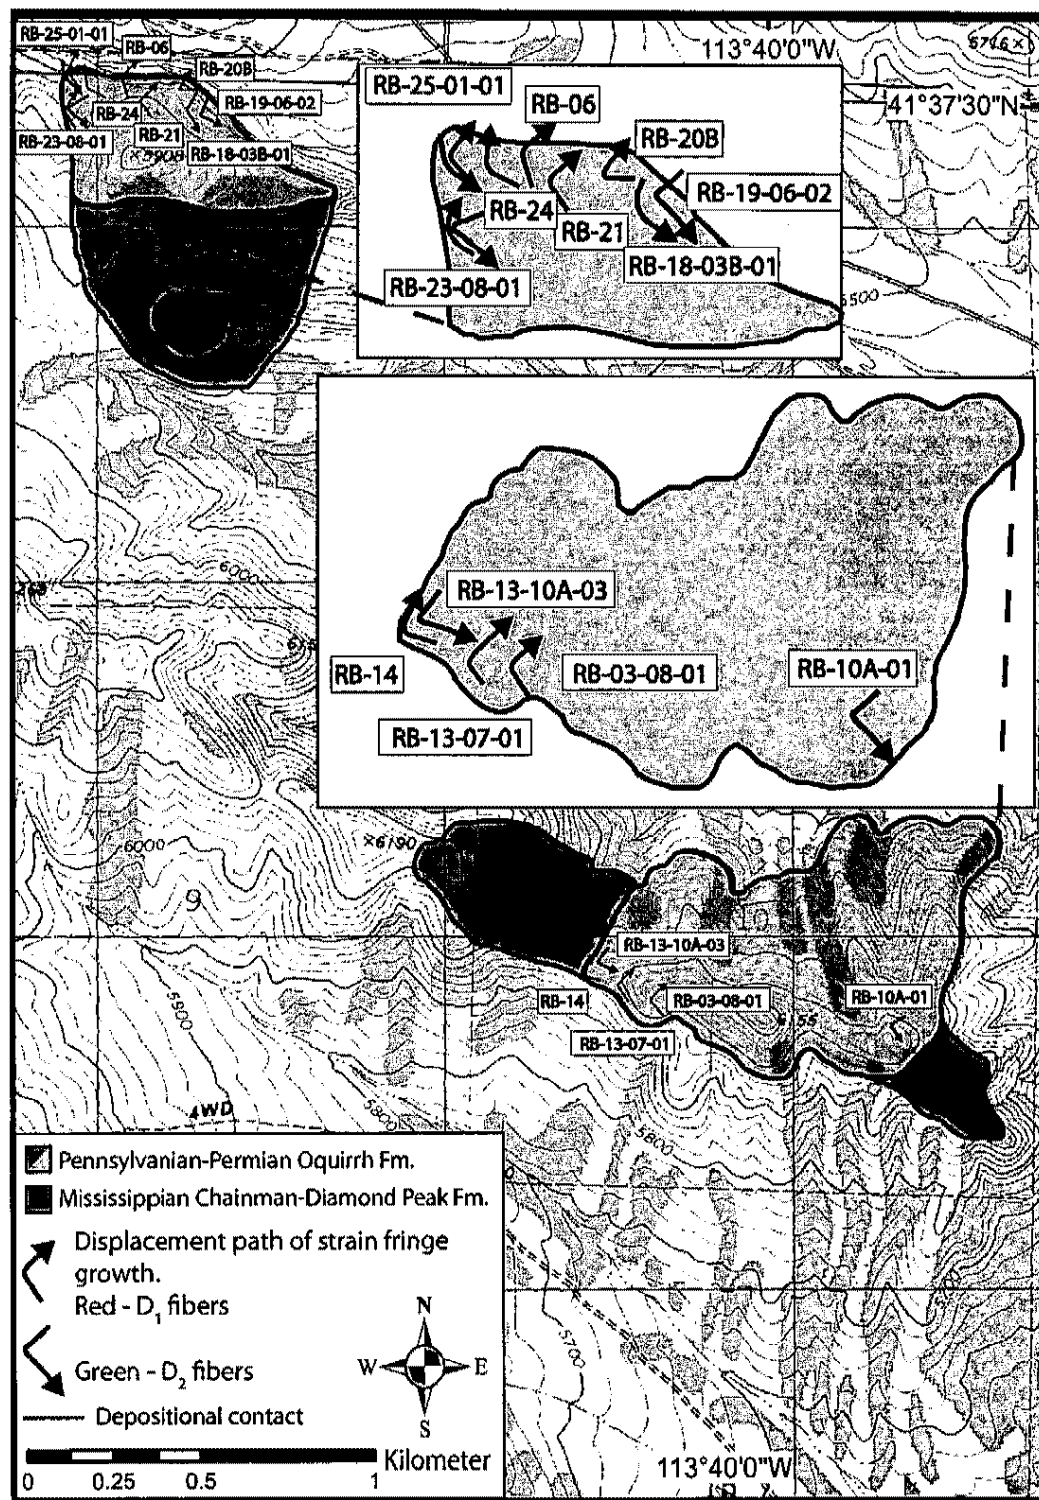 RB-25-01-01
RB-06
RB-20B
RB-19-06-02
RB-24
RB-21
RB-23-08-01
×5908
RB-18-03B-01
113°40'0"W
41°37'30"N
RB-25-01-01
RB-06
RB-20B
RB-19-06-02
RB-24
RB-21
RB-18-03B-01
RB-23-08-01
5500
6000
RB-13-10A-03
RB-14
RB-03-08-01
RB-10A-01
RB-13-07-01
6000
×6190
9
RB-13-10A-03
RB-14
RB-03-08-01
RB-10A-01
55
RB-13-07-01
5900
4WD
5800
5800
5700
Pennsylvanian-Permian Oquirrh Fm.
Mississippian Chainman-Diamond Peak Fm.
Displacement path of strain fringe
growth.
Red - D₁ fibers
Green - D₂ fibers
Depositional contact
N
W E
S
Kilometer
0 0.25 0.5 1
113°40'0"W